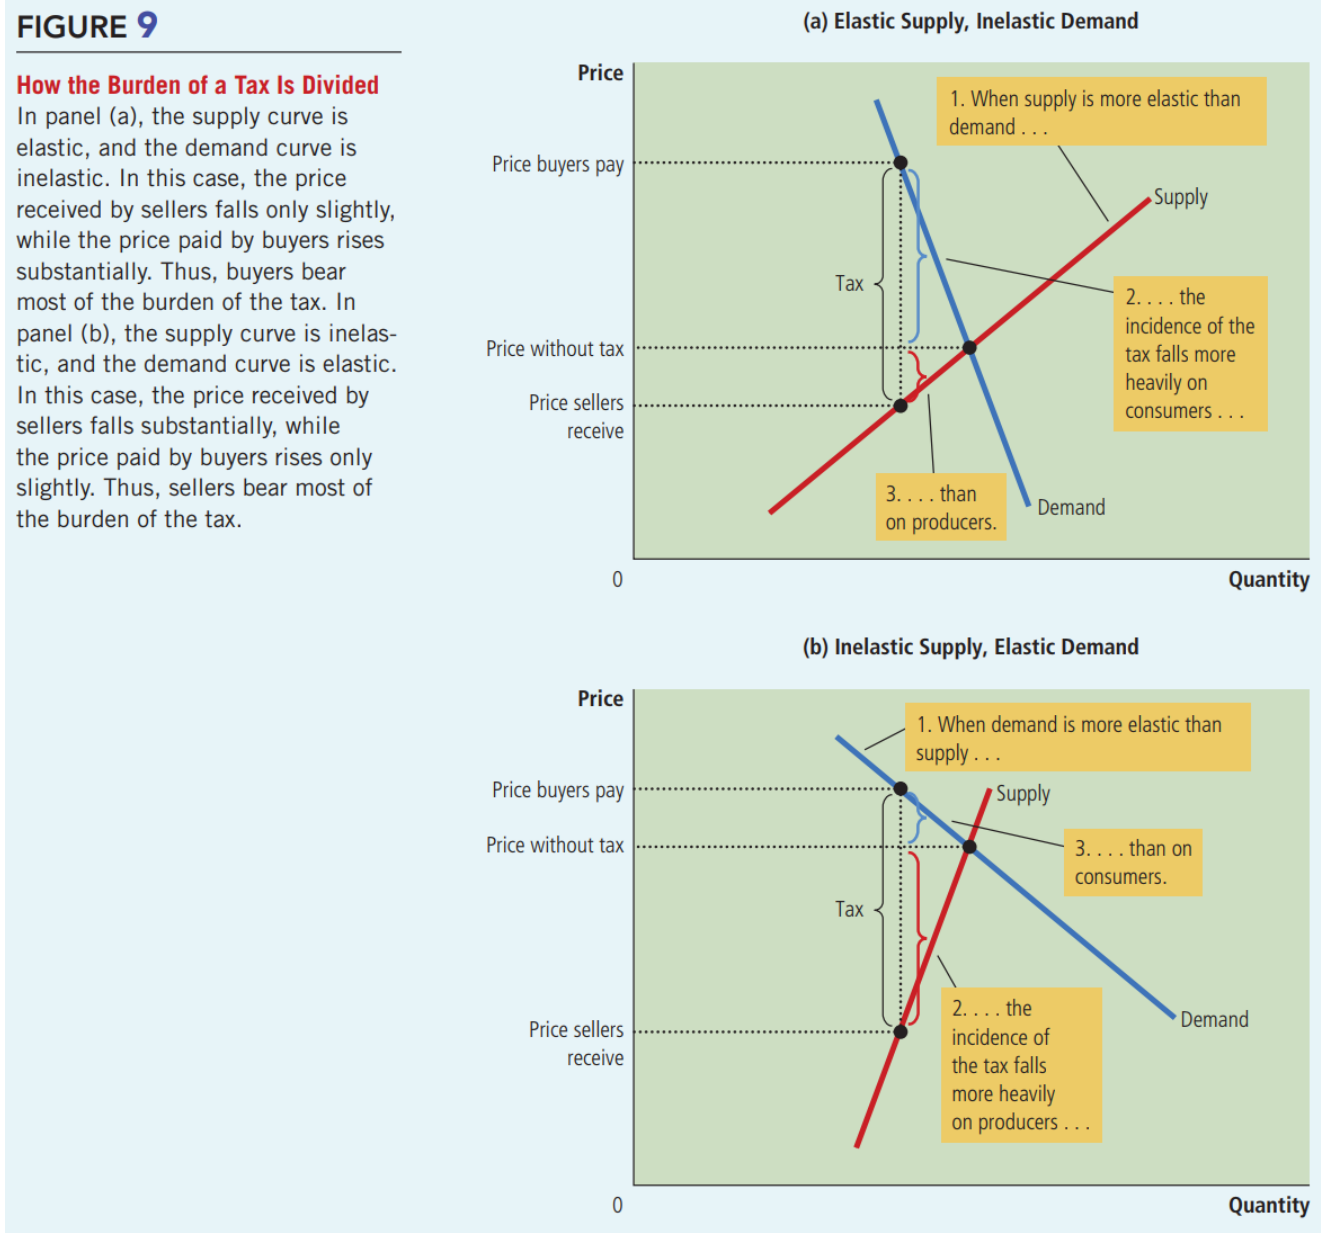 FIGURE 9
How the Burden of a Tax Is Divided
In panel (a), the supply curve is
elastic, and the demand curve is
inelastic. In this case, the price
received by sellers falls only slightly,
while the price paid by buyers rises
substantially. Thus, buyers bear
most of the burden of the tax. In
panel (b), the supply curve is inelas-
tic, and the demand curve is elastic.
In this case, the price received by
sellers falls substantially, while
the price paid by buyers rises only
slightly. Thus, sellers bear most of
the burden of the tax.
(a) Elastic Supply, Inelastic Demand
Price
1. When supply is more elastic than
demand . . .
Price buyers pay
Supply
Tax
2. . . . the
incidence of the
tax falls more
heavily on
consumers . . .
Price without tax
Price sellers
receive
3. . . . than
on producers.
Demand
0
Quantity
(b) Inelastic Supply, Elastic Demand
Price
1. When demand is more elastic than
supply . . .
Price buyers pay
Supply
Price without tax
3. . . . than on
consumers.
Tax
2. . . . the
incidence of
the tax falls
more heavily
on producers . . .
Price sellers
receive
Demand
0
Quantity